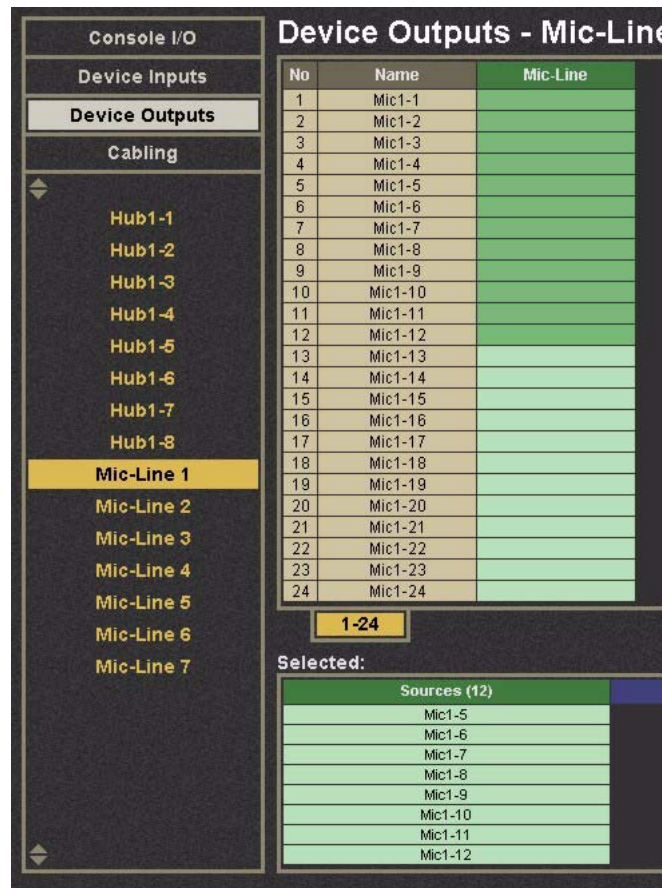 Console I/O
Device Inputs
Device Outputs
Cabling
Hub1-1
Hub1-2
Hub1-3
Hub1-4
Hub1-5
Hub1-6
Hub1-7
Hub1-8
Mic-Line 1
Mic-Line 2
Mic-Line 3
Mic-Line 4
Mic-Line 5
Mic-Line 6
Mic-Line 7
Device Outputs - Mic-Line
No Name Mic-Line
1 Mic1-1
2 Mic1-2
3 Mic1-3
4 Mic1-4
5 Mic1-5
6 Mic1-6
7 Mic1-7
8 Mic1-8
9 Mic1-9
10 Mic1-10
11 Mic1-11
12 Mic1-12
13 Mic1-13
14 Mic1-14
15 Mic1-15
16 Mic1-16
17 Mic1-17
18 Mic1-18
19 Mic1-19
20 Mic1-20
21 Mic1-21
22 Mic1-22
23 Mic1-23
24 Mic1-24
1-24
Selected:
Sources (12)
Mic1-5
Mic1-6
Mic1-7
Mic1-8
Mic1-9
Mic1-10
Mic1-11
Mic1-12